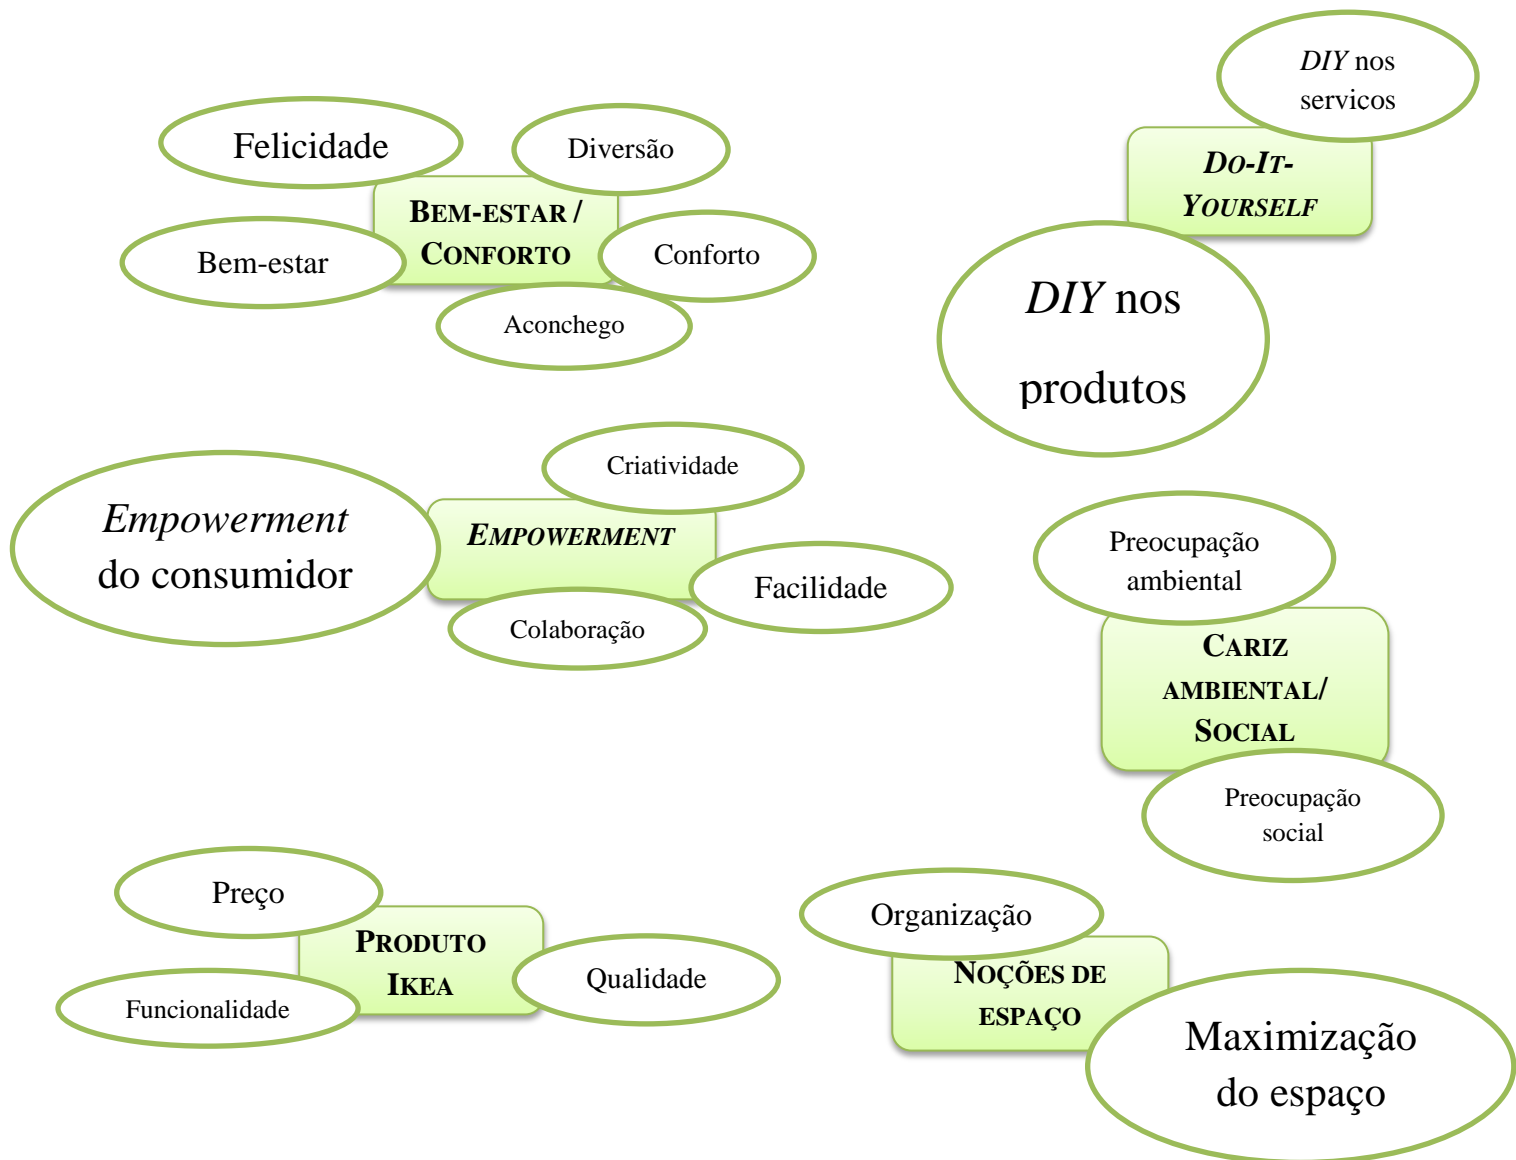 Felicidade
Diversão
BEM-ESTAR /
CONFORTO
Bem-estar
Conforto
Aconchego
DIY nos
servicos
DO-IT-
YOURSELF
DIY nos
produtos
Criatividade
Empowerment
do consumidor
EMPOWERMENT
Facilidade
Colaboração
Preocupação
ambiental
CARIZ
AMBIENTAL/
SOCIAL
Preocupação
social
Preço
PRODUTO
IKEA
Qualidade
Funcionalidade
Organização
NOÇÕES DE
ESPAÇO
Maximização
do espaço